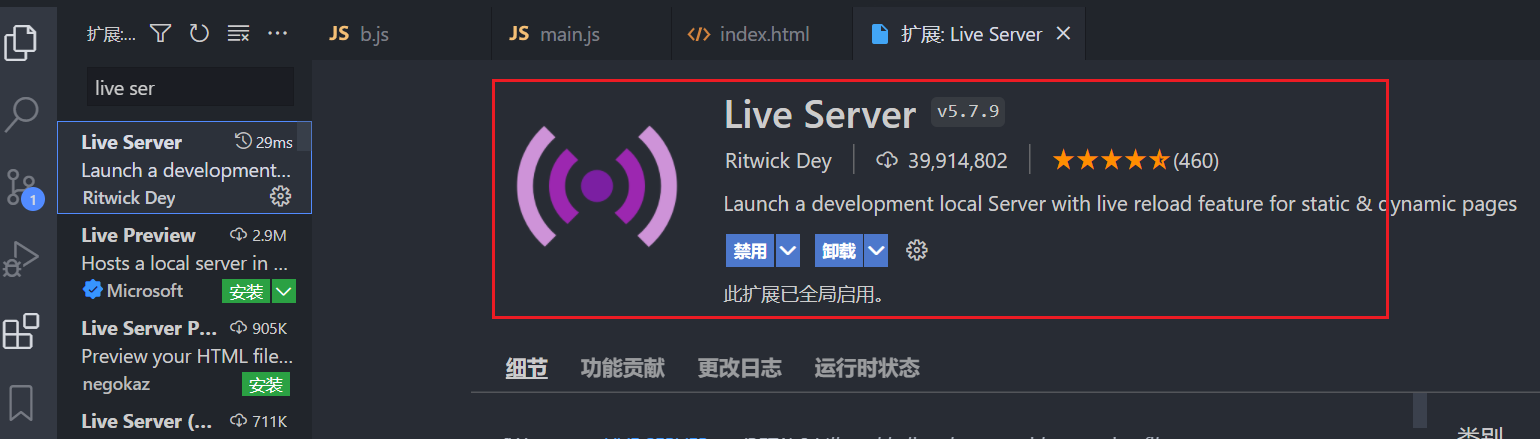 扩展:...
JS b.js
JS main.js
<> index.html
扩展: Live Server
live ser
Live Server 29ms
Launch a development...
Ritwick Dey
1
Live Preview 2.9M
Hosts a local server in ...
Microsoft 安装
Live Server P... 905K
Preview your HTML file...
negokaz 安装
Live Server (... 711K
Live Server v5.7.9
Ritwick Dey 39,914,802 (460)
Launch a development local Server with live reload feature for static & dynamic pages
禁用 卸载
此扩展已全局启用。
细节 功能贡献 更改日志 运行时状态